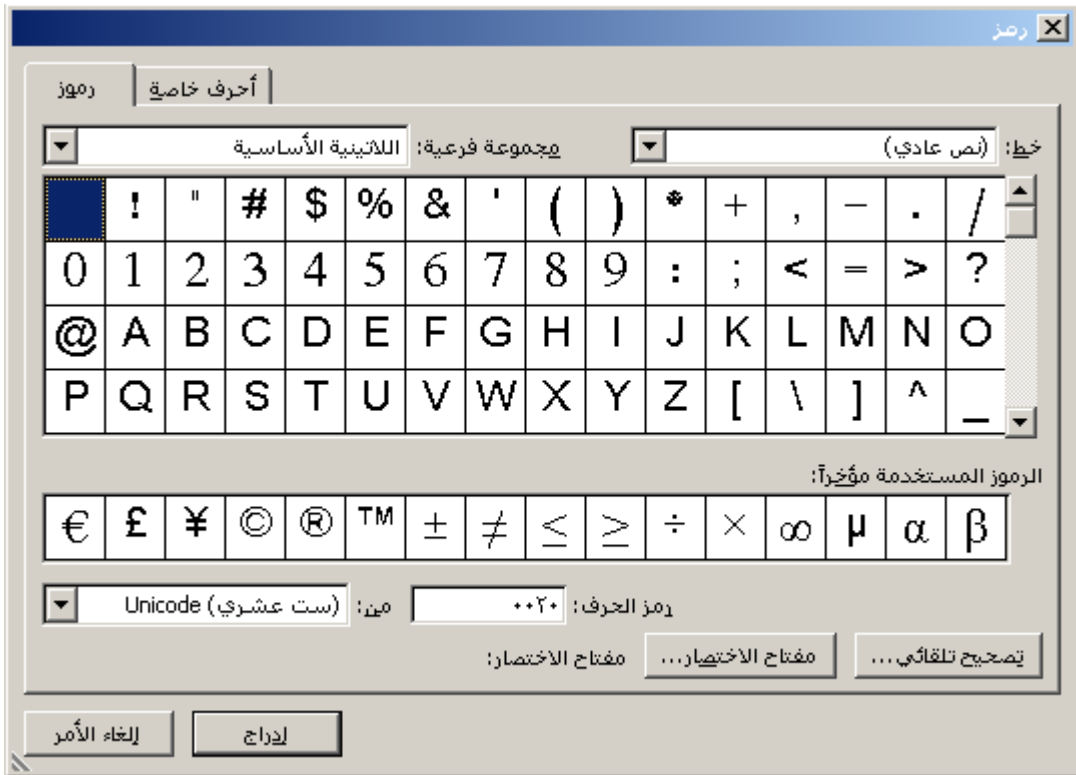 رمز
رموز أحرف خاصة
خط: (نص عادي) مجموعة فرعية: اللاتينية الأساسية
! " # $ % & ' ( ) * + , − . /
0 1 2 3 4 5 6 7 8 9 : ; < = > ?
@ A B C D E F G H I J K L M N O
P Q R S T U V W X Y Z [ \ ] ^ _
الرموز المستخدمة مؤخراً:
€ £ ¥ © ® ™ ± ≠ ≤ ≥ ÷ × ∞ µ α β
رمز الحرف: ٠٠٢٠ من: Unicode (ست عشري)
تصحيح تلقائي... مفتاح الاختصار... مفتاح الاختصار:
إدراج إلغاء الأمر